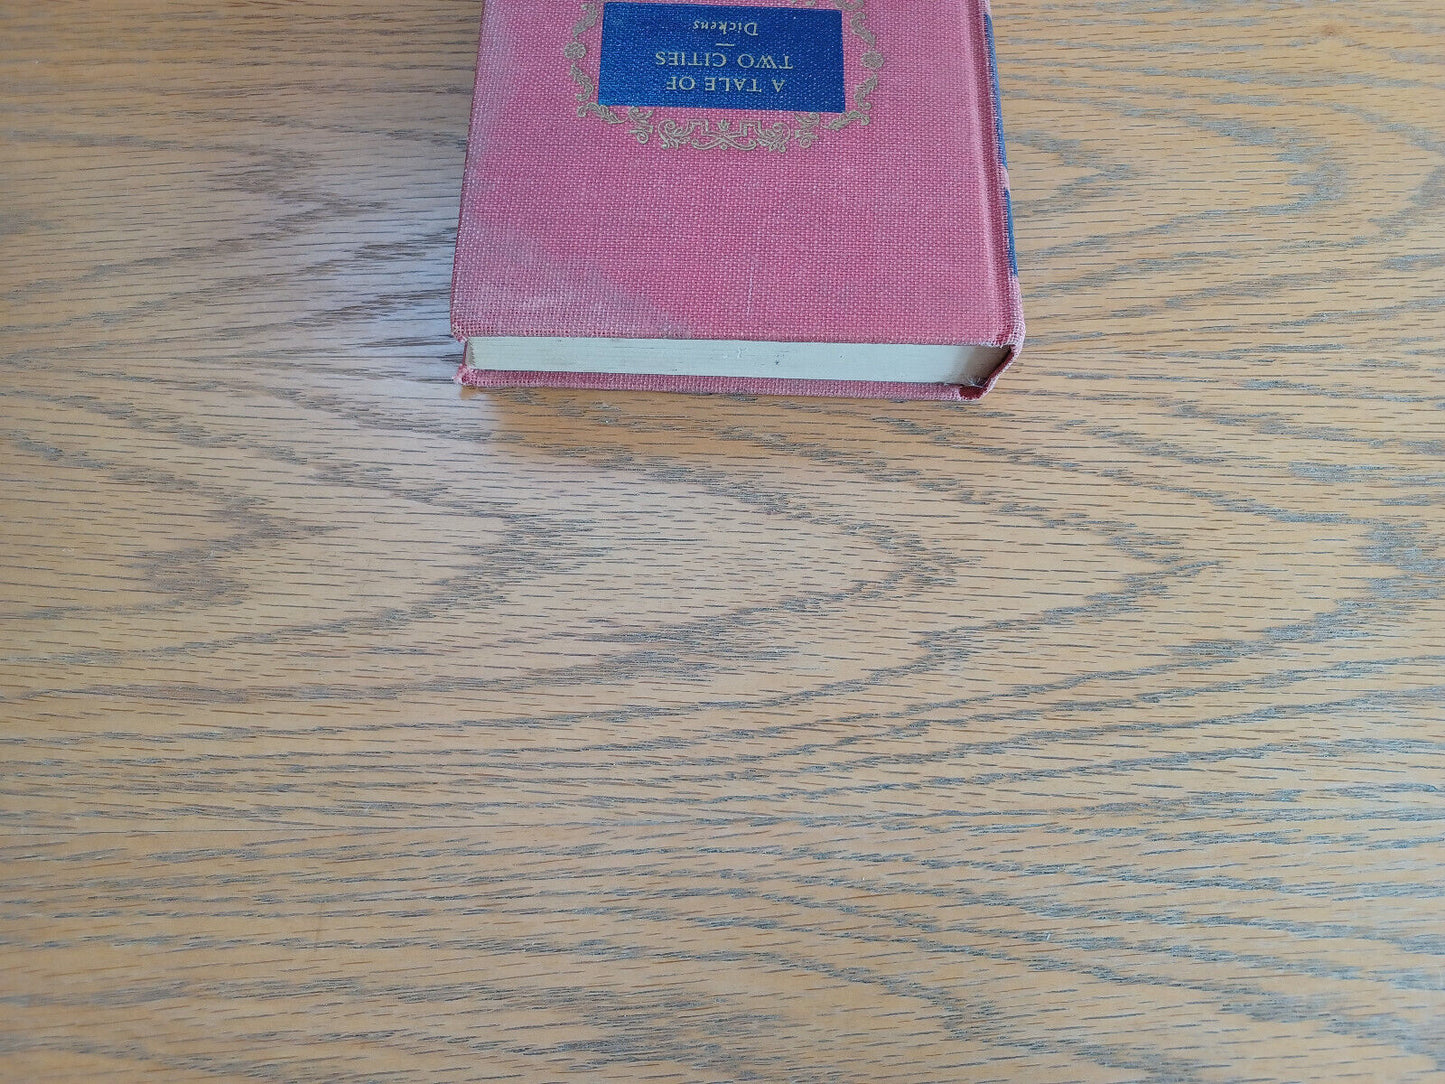 A TALE OF
TWO CITIES
—
Dickens